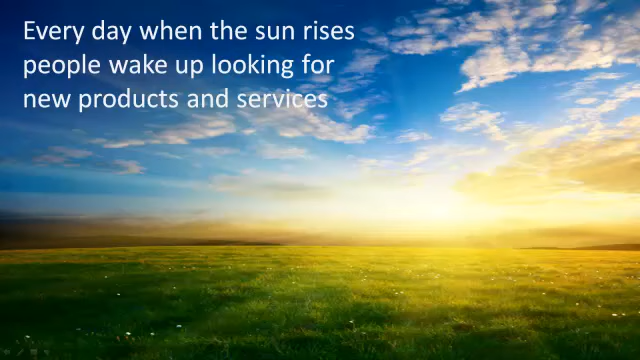 Every day when the sun rises
people wake up looking for
new products and services